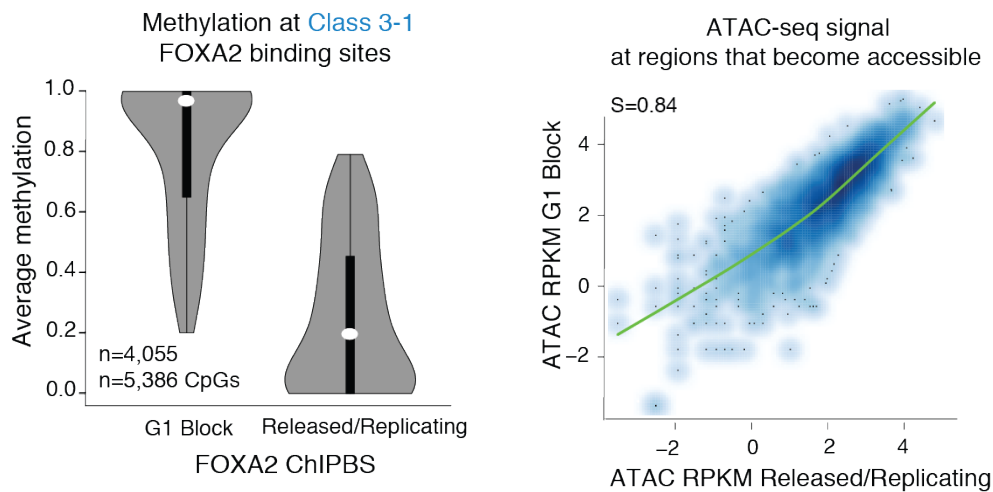 Methylation at Class 3-1
FOXA2 binding sites
Average methylation
1.0
0.8
0.6
0.4
0.2
0.0
n=4,055
n=5,386 CpGs
G1 Block
Released/Replicating
FOXA2 ChIPBS
ATAC-seq signal
at regions that become accessible
S=0.84
ATAC RPKM G1 Block
4
2
0
−2
−2
0
2
4
ATAC RPKM Released/Replicating